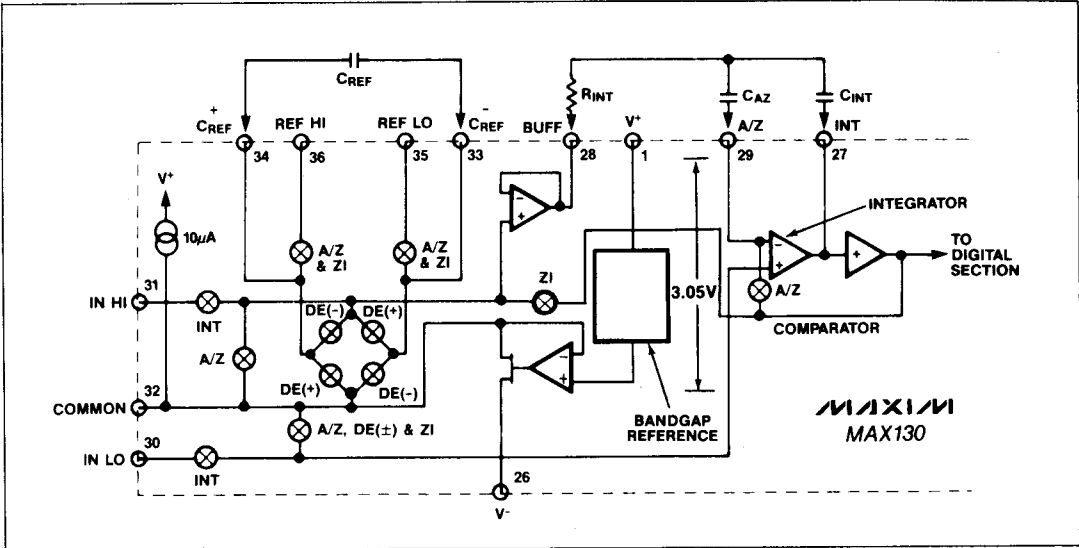 CREF
RINT
CAZ
CINT
+
CREF
REF HI
REF LO
−
CREF
BUFF
V+
A/Z
INT
34
36
35
33
28
1
29
27
V+
10μA
A/Z
& ZI
A/Z
& ZI
−
+
INTEGRATOR
−
+
+
TO
DIGITAL
SECTION
31
IN HI
INT
ZI
3.05V
A/Z
COMPARATOR
DE(-)
DE(+)
A/Z
DE(+)
DE(-)
−
+
32
COMMON
A/Z, DE(±) & ZI
BANDGAP
REFERENCE
MAXIM
MAX130
30
IN LO
INT
26
V-